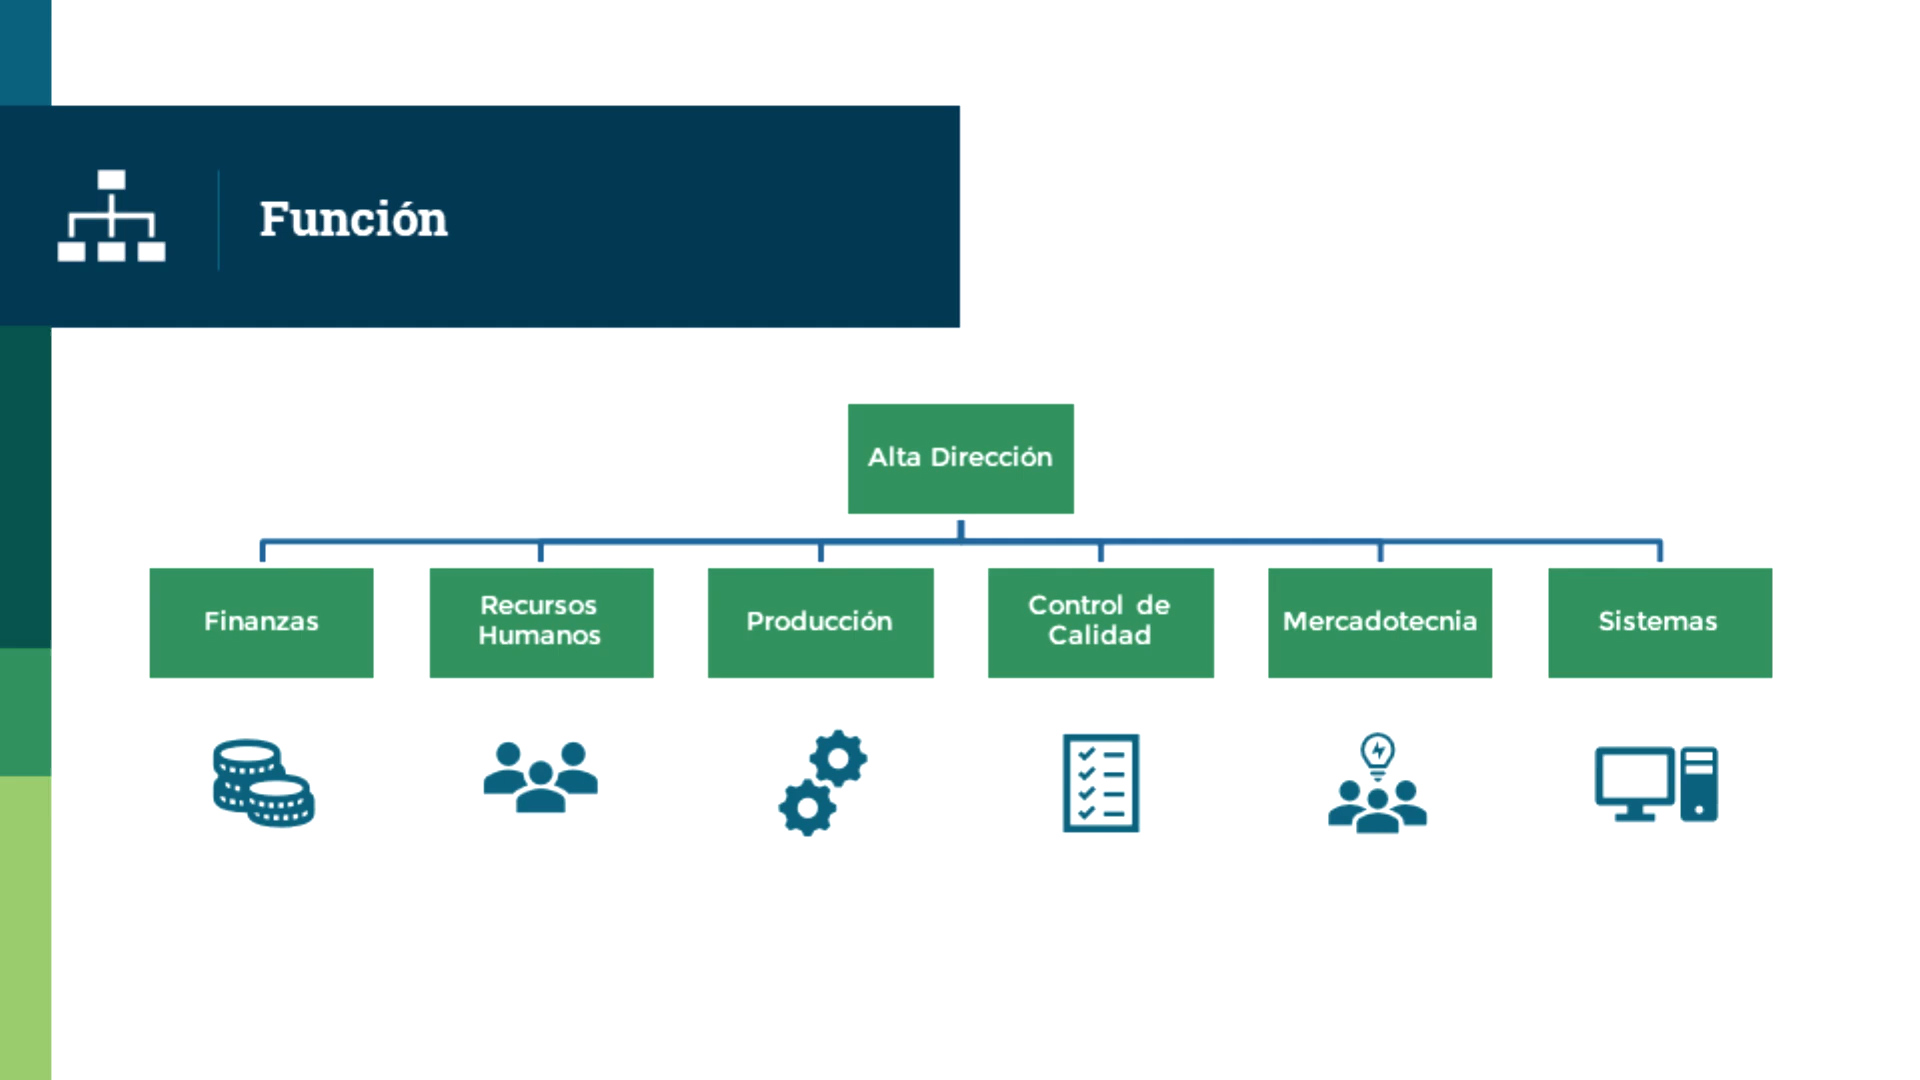 Función
Alta Dirección
Finanzas
Recursos
Humanos
Producción
Control de
Calidad
Mercadotecnia
Sistemas